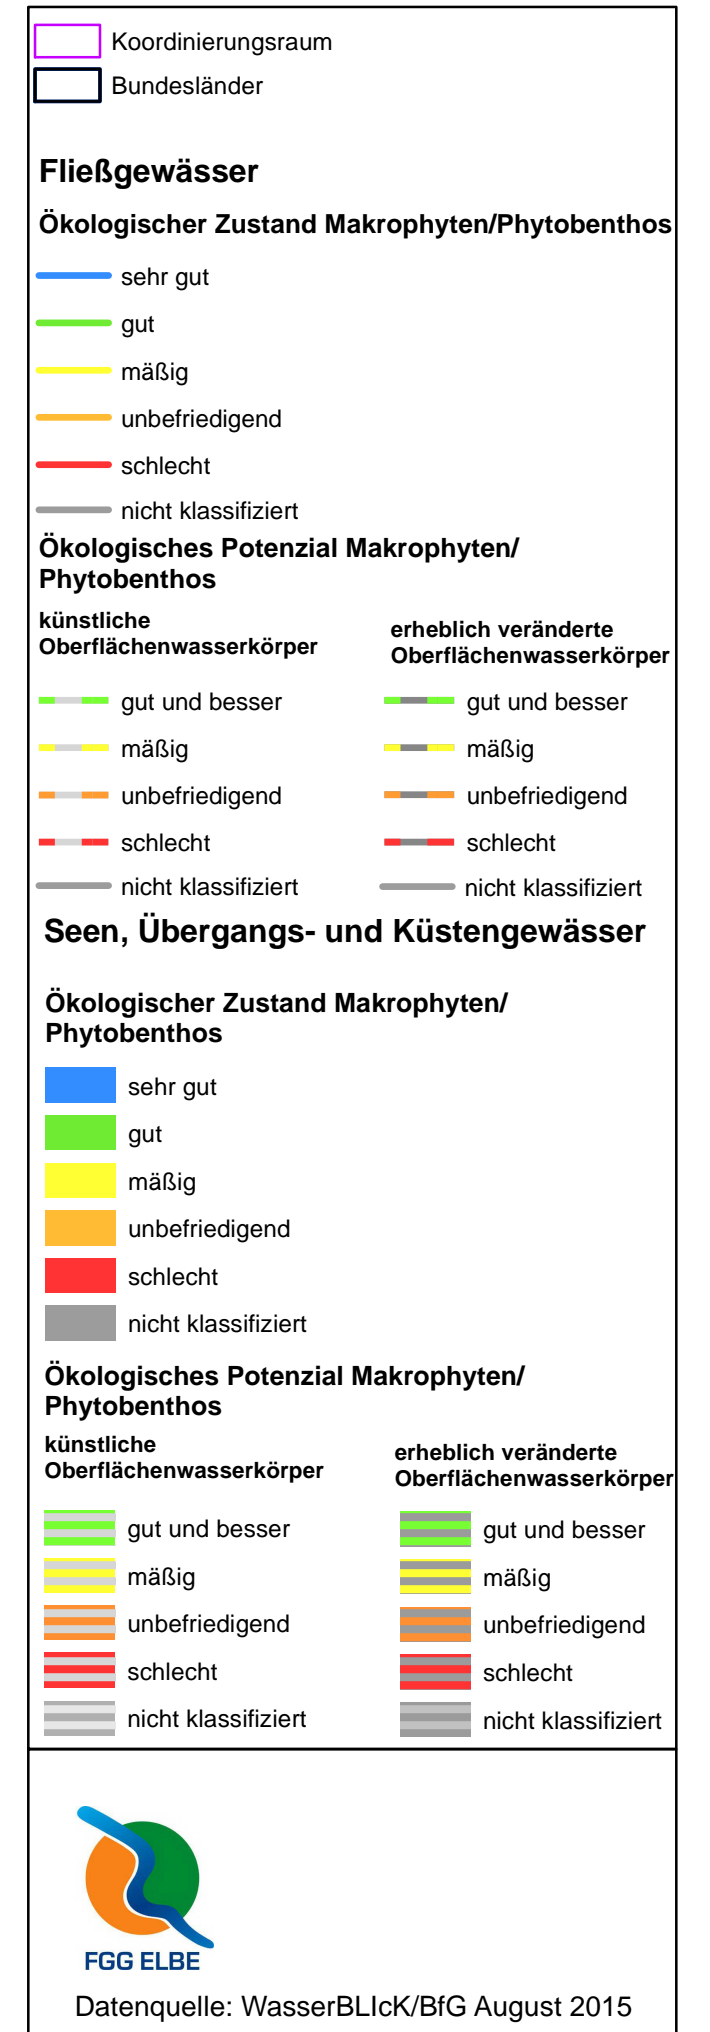 Koordinierungsraum
Bundesländer
Fließgewässer
Ökologischer Zustand Makrophyten/Phytobenthos
sehr gut
gut
mäßig
unbefriedigend
schlecht
nicht klassifiziert
Ökologisches Potenzial Makrophyten/
Phytobenthos
künstliche
Oberflächenwasserkörper
gut und besser
mäßig
unbefriedigend
schlecht
nicht klassifiziert
erheblich veränderte
Oberflächenwasserkörper
gut und besser
mäßig
unbefriedigend
schlecht
nicht klassifiziert
Seen, Übergangs- und Küstengewässer
Ökologischer Zustand Makrophyten/
Phytobenthos
sehr gut
gut
mäßig
unbefriedigend
schlecht
nicht klassifiziert
Ökologisches Potenzial Makrophyten/
Phytobenthos
künstliche
Oberflächenwasserkörper
gut und besser
mäßig
unbefriedigend
schlecht
nicht klassifiziert
erheblich veränderte
Oberflächenwasserkörper
gut und besser
mäßig
unbefriedigend
schlecht
nicht klassifiziert
FGG ELBE
Datenquelle: WasserBLIcK/BfG August 2015